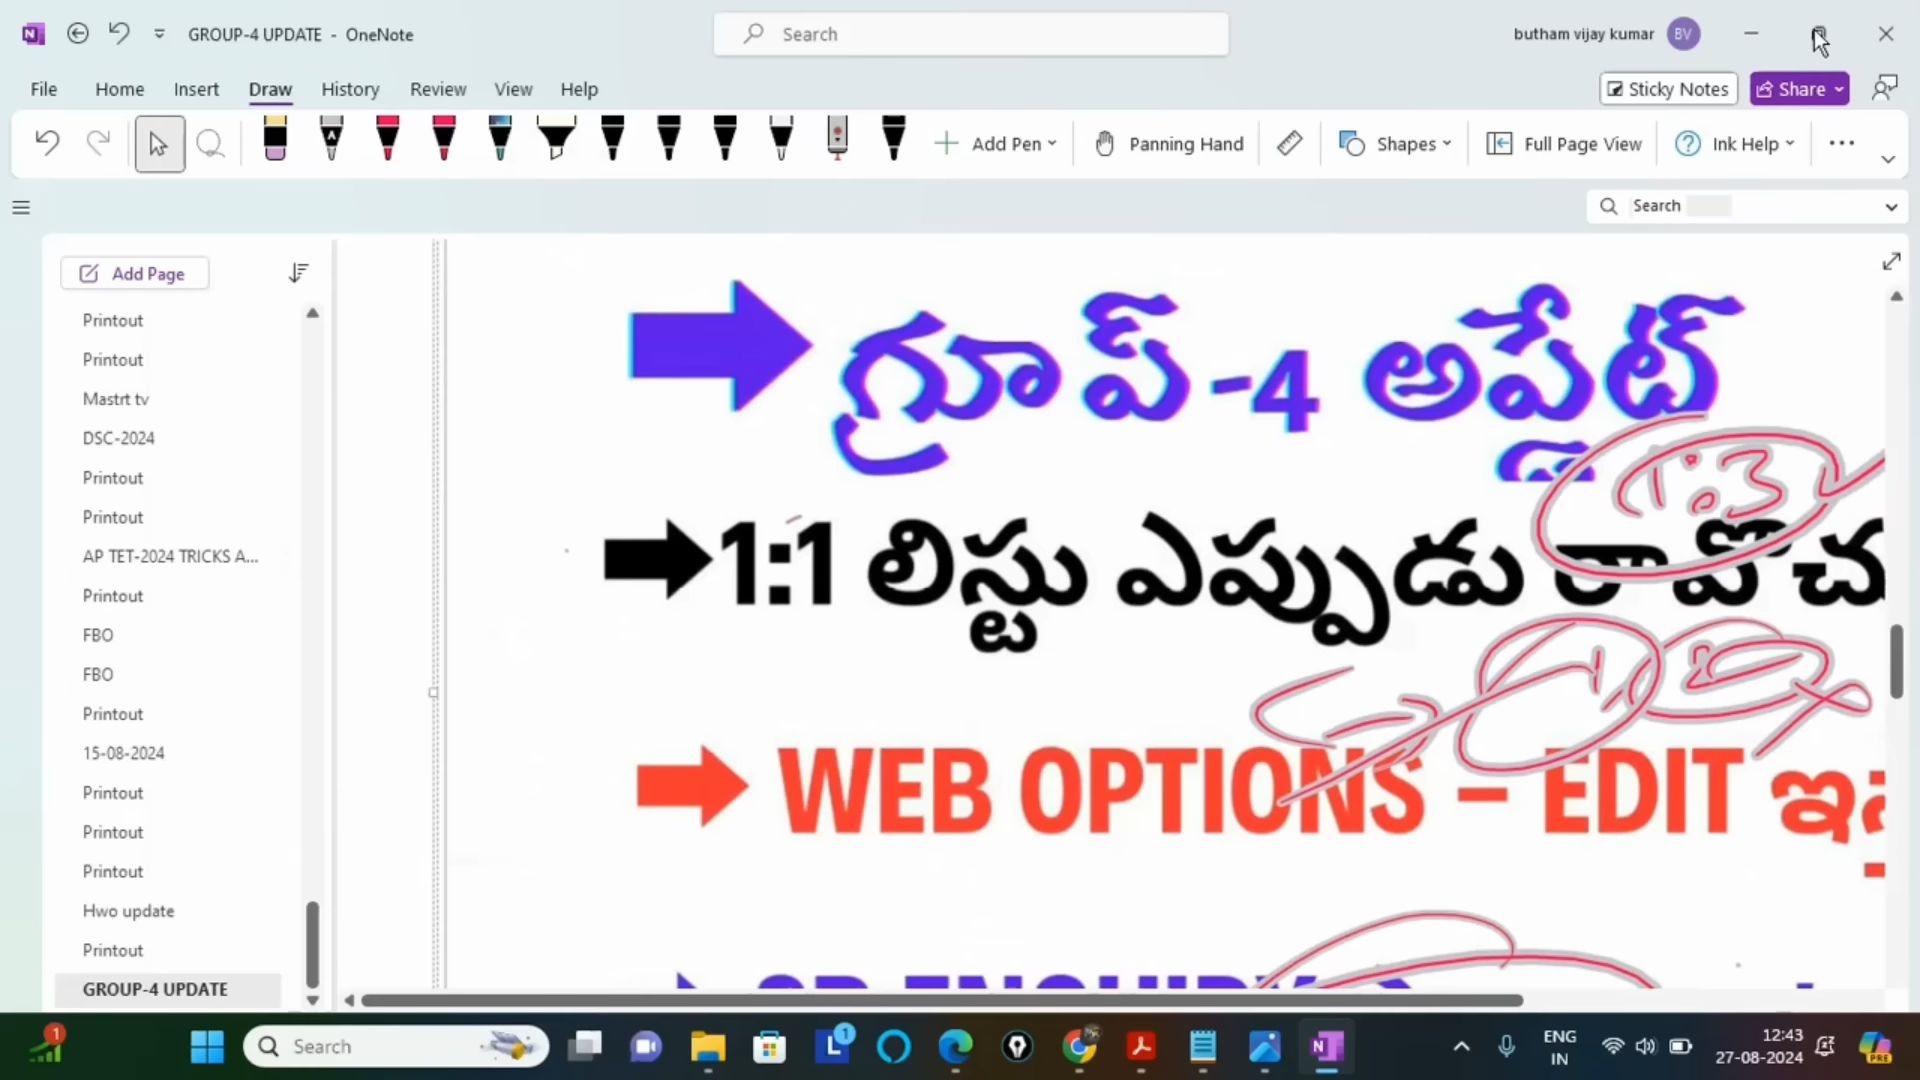 GROUP-4 UPDATE - OneNote
Search
butham vijay kumar
BV
File Home Insert Draw History Review View Help
Sticky Notes
Share
Add Pen
Panning Hand
Shapes
Full Page View
Ink Help
Search
Add Page
Printout
Printout
Mastrt tv
DSC-2024
Printout
Printout
AP TET-2024 TRICKS A...
Printout
FBO
FBO
Printout
15-08-2024
Printout
Printout
Printout
Hwo update
Printout
GROUP-4 UPDATE
గ్రూప్-4 అప్డేట్
1:3
1:1 లిస్టు ఎప్పుడు
WEB OPTIONS – EDIT
1
Search
1
ENG
IN
12:43
27-08-2024
PRE